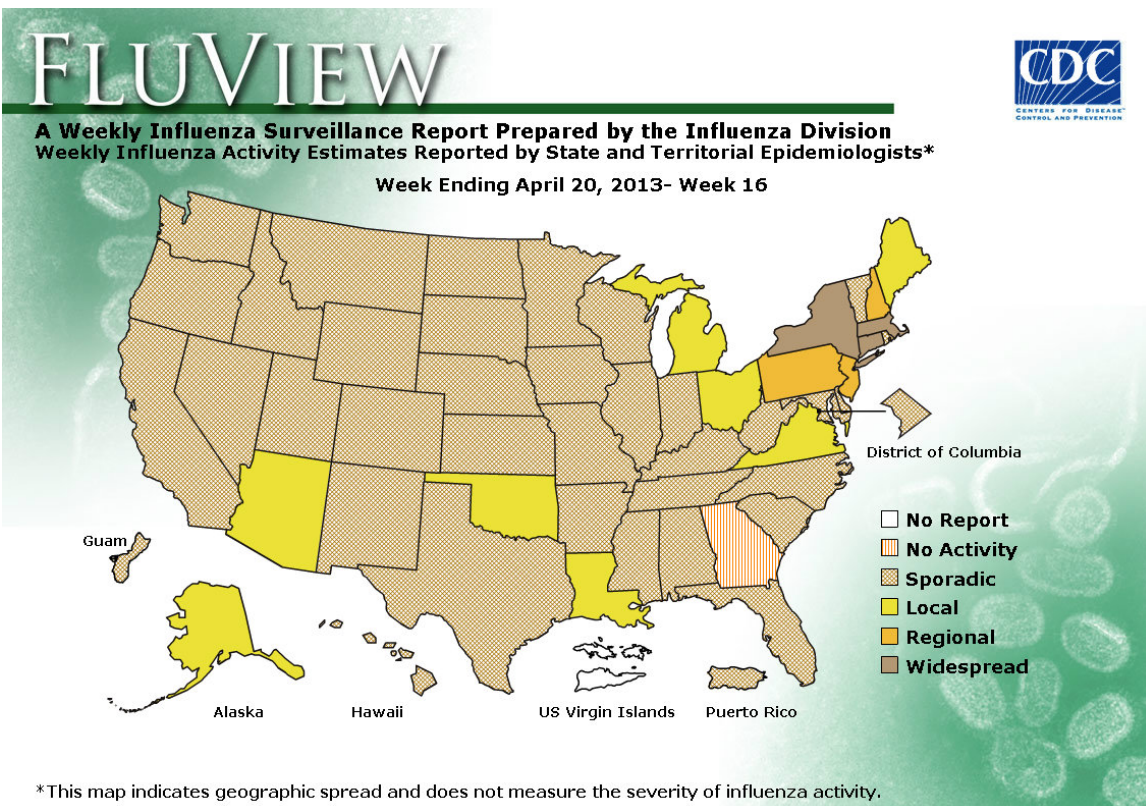 FLUVIEW
CDC
CENTERS FOR DISEASE™
CONTROL AND PREVENTION
A Weekly Influenza Surveillance Report Prepared by the Influenza Division
Weekly Influenza Activity Estimates Reported by State and Territorial Epidemiologists*
Week Ending April 20, 2013- Week 16
District of Columbia
Guam
No Report
No Activity
Sporadic
Local
Regional
Widespread
Alaska
Hawaii
US Virgin Islands
Puerto Rico
*This map indicates geographic spread and does not measure the severity of influenza activity.